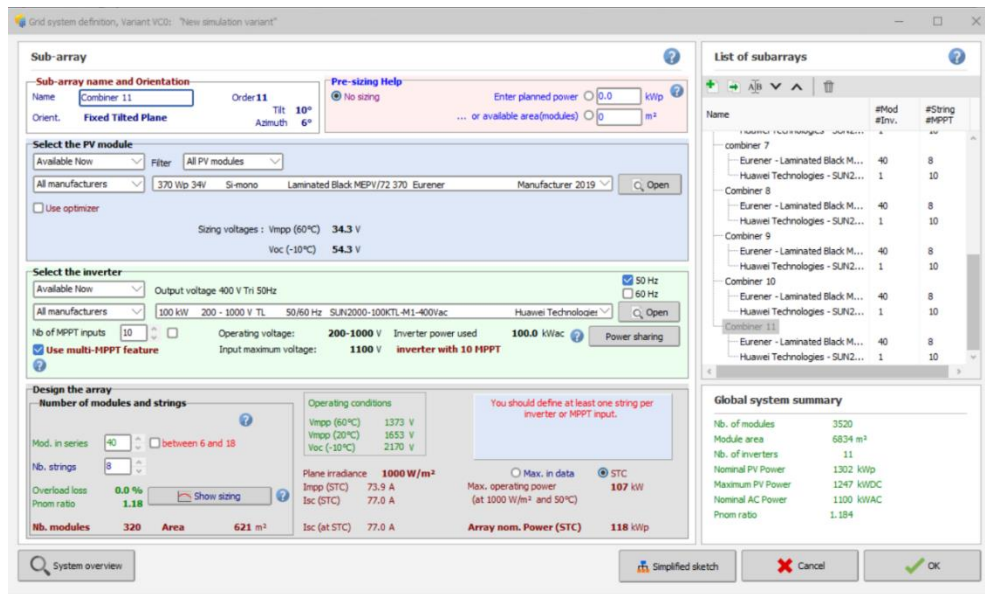 Grid system definition, Variant VC0: "New simulation variant"
Sub-array
Sub-array name and Orientation
Name Combiner 11 Order 11
Orient. Fixed Tilted Plane Tilt 10°
Azimuth 6°
Pre-sizing Help
No sizing Enter planned power 0.0 kWp
... or available area(modules) 0 m²
Select the PV module
Available Now Filter All PV modules
All manufacturers 370 Wp 34V Si-mono Laminated Black MEPV/72 370 Eurener Manufacturer 2019 Open
Use optimizer
Sizing voltages : Vmpp (60°C) 34.3 V
Voc (-10°C) 54.3 V
Select the inverter
Available Now Output voltage 400 V Tri 50Hz
50 Hz
60 Hz
All manufacturers 100 kW 200 - 1000 V TL 50/60 Hz SUN2000-100KTL-M1-400Vac Huawei Technologies Open
Nb of MPPT inputs 10 Operating voltage: 200-1000 V Inverter power used 100.0 kWac Power sharing
Use multi-MPPT feature Input maximum voltage: 1100 V inverter with 10 MPPT
Design the array
Number of modules and strings
Mod. in series 40 between 6 and 18
Nb. strings 8
Overload loss 0.0 %
Pnom ratio 1.18 Show sizing
Nb. modules 320 Area 621 m²
Operating conditions
Vmpp (60°C) 1373 V
Vmpp (20°C) 1653 V
Voc (-10°C) 2170 V
You should define at least one string per
inverter or MPPT input.
Plane irradiance 1000 W/m² Max. in data STC
Impp (STC) 73.9 A Max. operating power 107 kW
Isc (STC) 77.0 A (at 1000 W/m² and 50°C)
Isc (at STC) 77.0 A Array nom. Power (STC) 118 kWp
List of subarrays
Name #Mod #String
#Inv. #MPPT
combiner 7
Eurener - Laminated Black M... 40 8
Huawei Technologies - SUN2... 1 10
Combiner 8
Eurener - Laminated Black M... 40 8
Huawei Technologies - SUN2... 1 10
Combiner 9
Eurener - Laminated Black M... 40 8
Huawei Technologies - SUN2... 1 10
Combiner 10
Eurener - Laminated Black M... 40 8
Huawei Technologies - SUN2... 1 10
Combiner 11
Eurener - Laminated Black M... 40 8
Huawei Technologies - SUN2... 1 10
Global system summary
Nb. of modules 3520
Module area 6834 m²
Nb. of inverters 11
Nominal PV Power 1302 kWp
Maximum PV Power 1247 kWDC
Nominal AC Power 1100 kWAC
Pnom ratio 1.184
System overview Simplified sketch Cancel OK